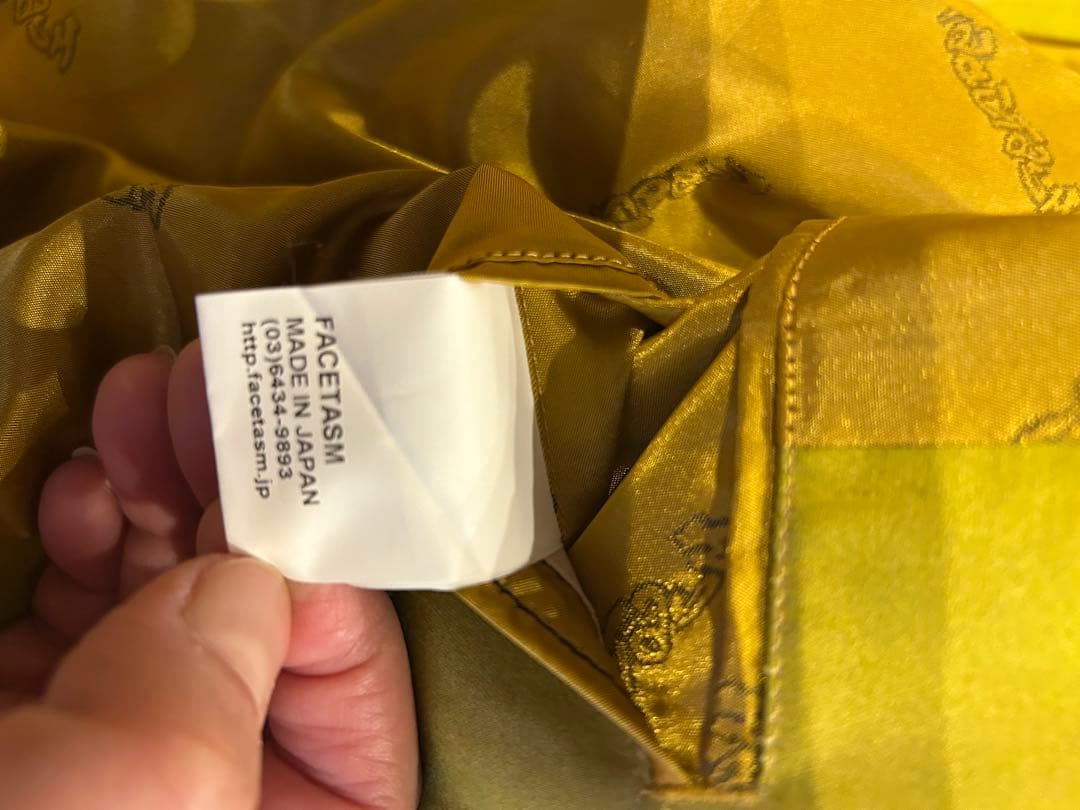 FACETASM
MADE IN JAPAN
(03)6434-9893
http.facetasm.jp